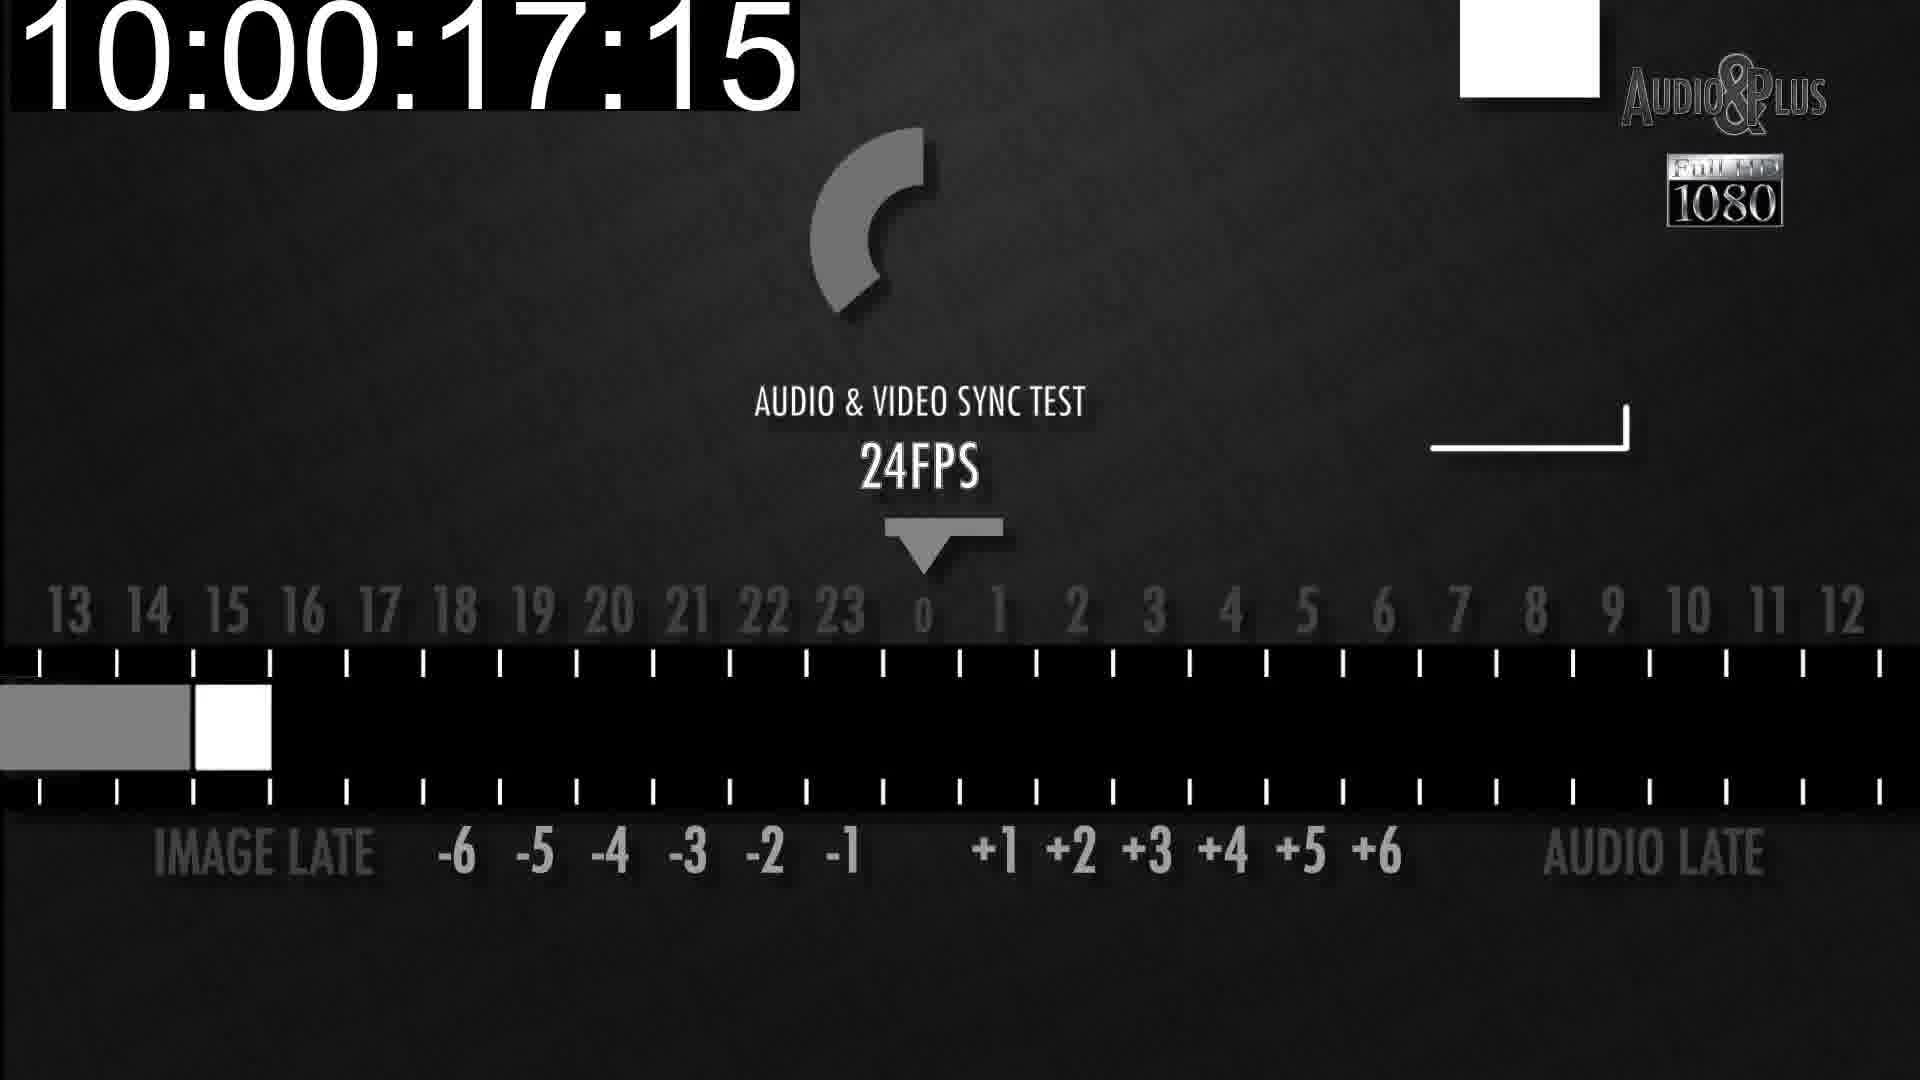 10:00:17:15
AUDIO&PLUS
Full HD
1080
AUDIO & VIDEO SYNC TEST
24FPS
13 14 15 16 17 18 19 20 21 22 23 0 1 2 3 4 5 6 7 8 9 10 11 12
IMAGE LATE -6 -5 -4 -3 -2 -1 +1 +2 +3 +4 +5 +6 AUDIO LATE